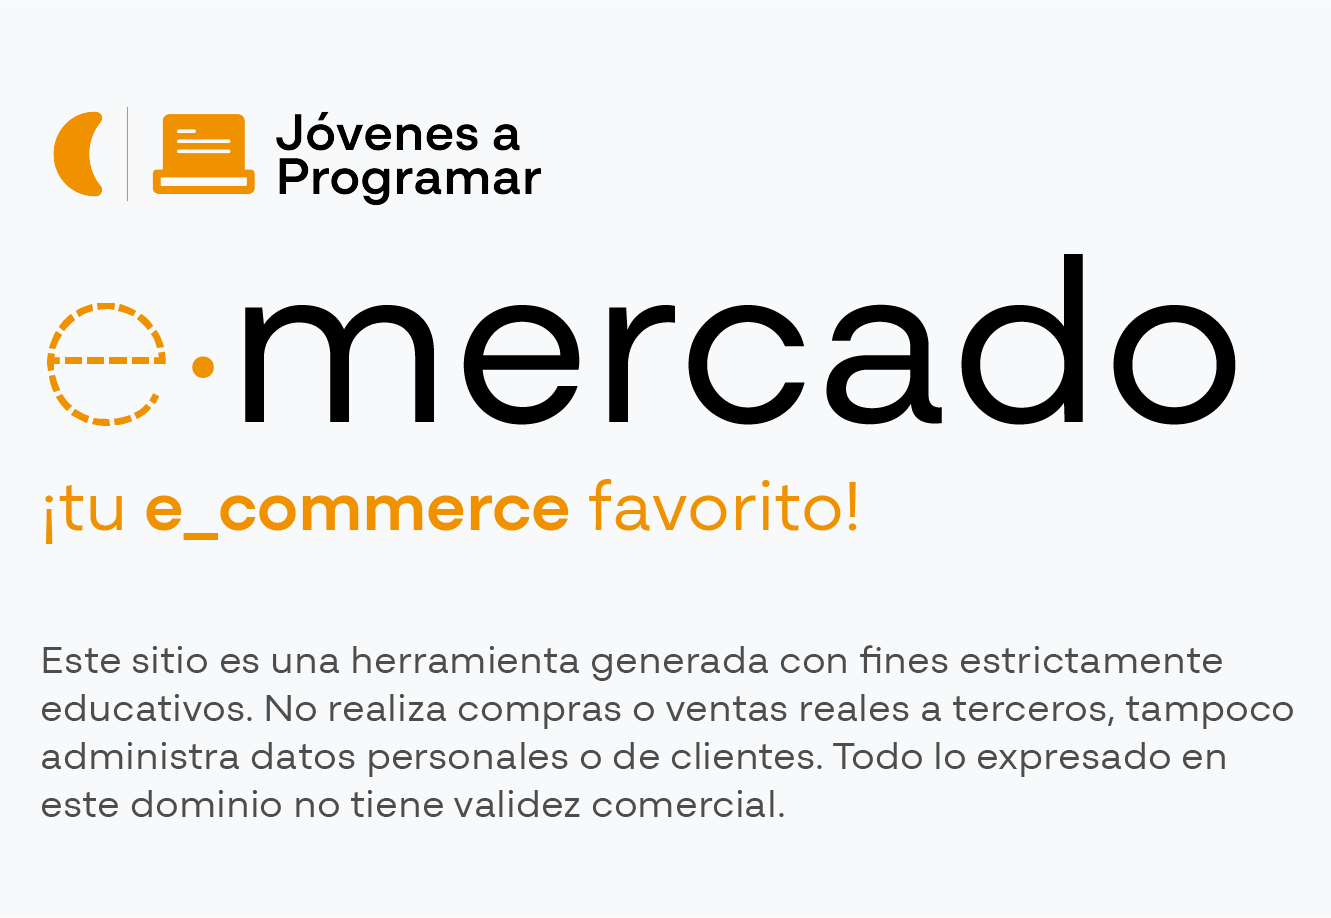 Jóvenes a
Programar
e·mercado
¡tu e_commerce favorito!
Este sitio es una herramienta generada con fines estrictamente
educativos. No realiza compras o ventas reales a terceros, tampoco
administra datos personales o de clientes. Todo lo expresado en
este dominio no tiene validez comercial.